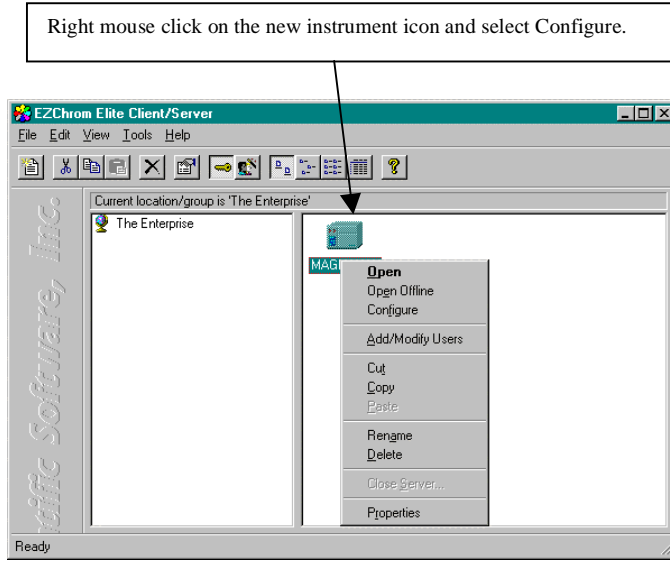 Right mouse click on the new instrument icon and select Configure.
EZChrom Elite Client/Server
File Edit View Tools Help
Current location/group is 'The Enterprise'
The Enterprise
Software, Inc.
Open
Open Offline
Configure
Add/Modify Users
Cut
Copy
Paste
Rename
Delete
Close Server...
Properties
Ready